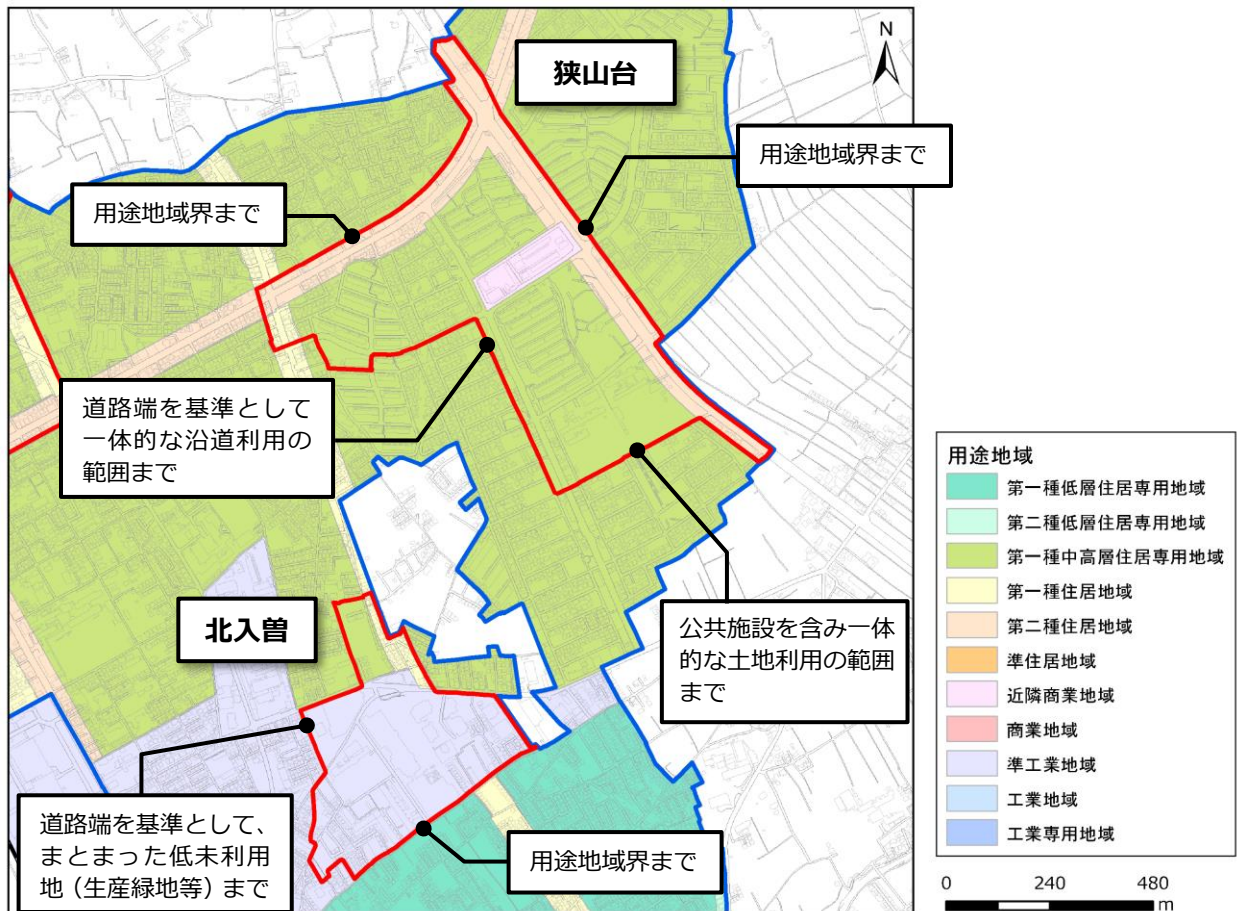 狭山台
N
用途地域界まで
用途地域界まで
道路端を基準として
一体的な沿道利用の
範囲まで
北入曽
公共施設を含み一体
的な土地利用の範囲
まで
道路端を基準として、
まとまった低未利用
地（生産緑地等）まで
用途地域界まで
用途地域
第一種低層住居専用地域
第二種低層住居専用地域
第一種中高層住居専用地域
第一種住居地域
第二種住居地域
準住居地域
近隣商業地域
商業地域
準工業地域
工業地域
工業専用地域
0 240 480
m